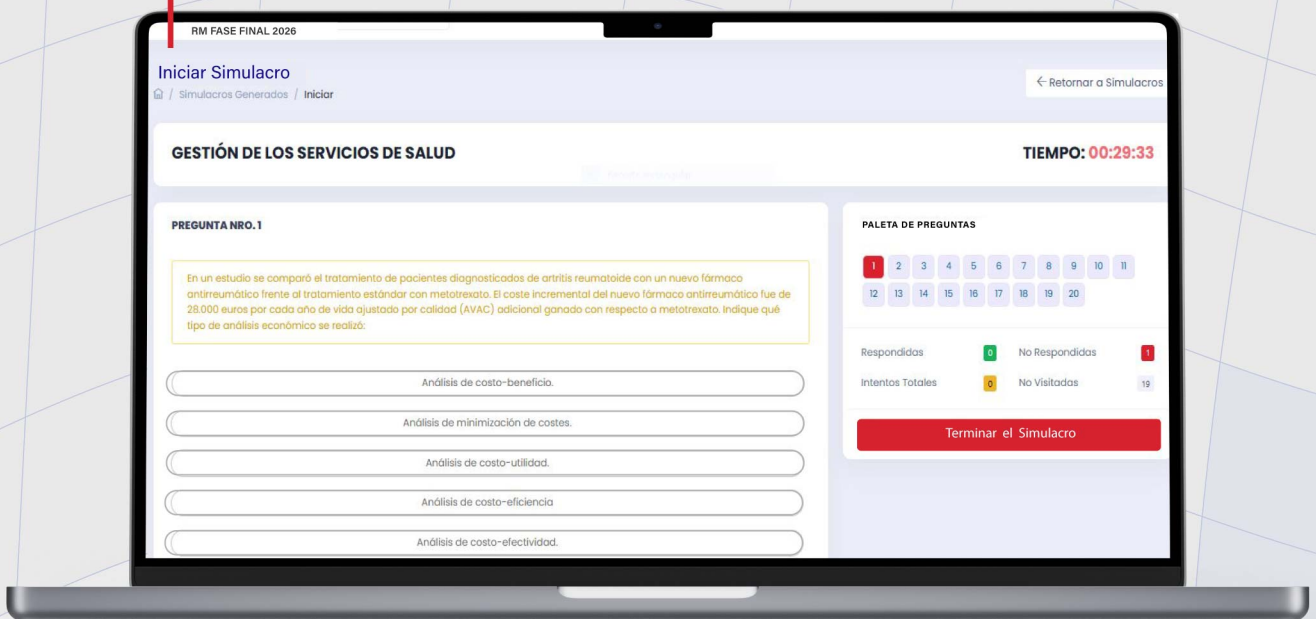 RM FASE FINAL 2026
Iniciar Simulacro
/ Simulacros Generados / Iniciar
← Retornar a Simulacros
GESTIÓN DE LOS SERVICIOS DE SALUD
TIEMPO: 00:29:33
PREGUNTA NRO. 1
En un estudio se comparó el tratamiento de pacientes diagnosticados de artritis reumatoide con un nuevo fármaco
antirreumático frente al tratamiento estándar con metotrexato. El coste incremental del nuevo fármaco antirreumático fue de
28.000 euros por cada año de vida ajustado por calidad (AVAC) adicional ganado con respecto a metotrexato. Indique qué
tipo de análisis económico se realizó:
Análisis de costo-beneficio.
Análisis de minimización de costes.
Análisis de costo-utilidad.
Análisis de costo-eficiencia
Análisis de costo-efectividad.
PALETA DE PREGUNTAS
1 2 3 4 5 6 7 8 9 10 11
12 13 14 15 16 17 18 19 20
Respondidas 0 No Respondidas 1
Intentos Totales 0 No Visitadas 19
Terminar el Simulacro